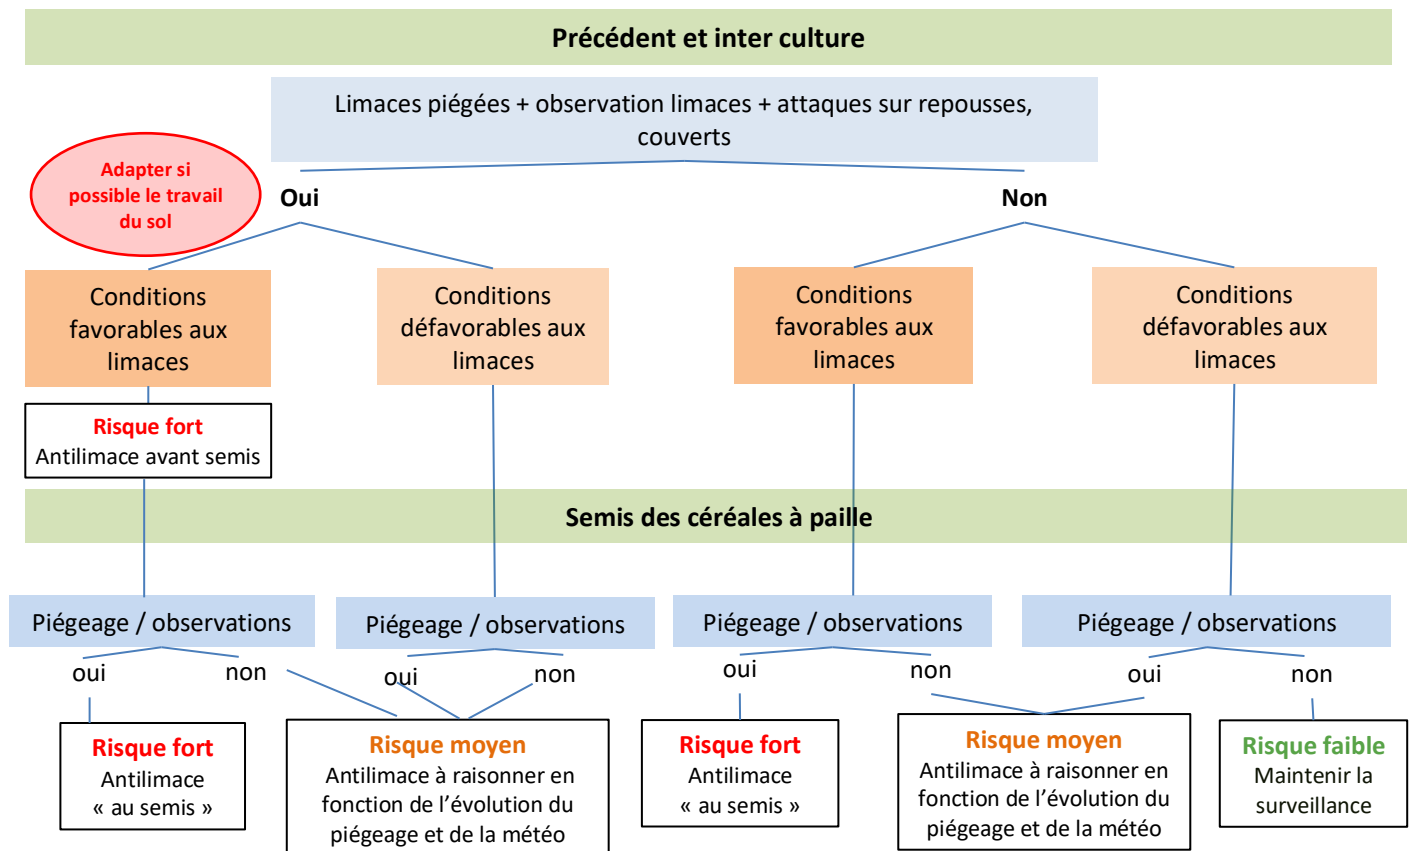 Précédent et inter culture
Limaces piégées + observation limaces + attaques sur repousses,
couverts
Adapter si
possible le travail
du sol
Oui
Non
Conditions
favorables aux
limaces
Conditions
défavorables aux
limaces
Conditions
favorables aux
limaces
Conditions
défavorables aux
limaces
Risque fort
Antilimace avant semis
Semis des céréales à paille
Piégeage / observations
Piégeage / observations
Piégeage / observations
Piégeage / observations
oui
non
oui
non
oui
non
oui
non
Risque fort
Antilimace
« au semis »
Risque moyen
Antilimace à raisonner en
fonction de l’évolution du
piégeage et de la météo
Risque fort
Antilimace
« au semis »
Risque moyen
Antilimace à raisonner en
fonction de l’évolution du
piégeage et de la météo
Risque faible
Maintenir la
surveillance